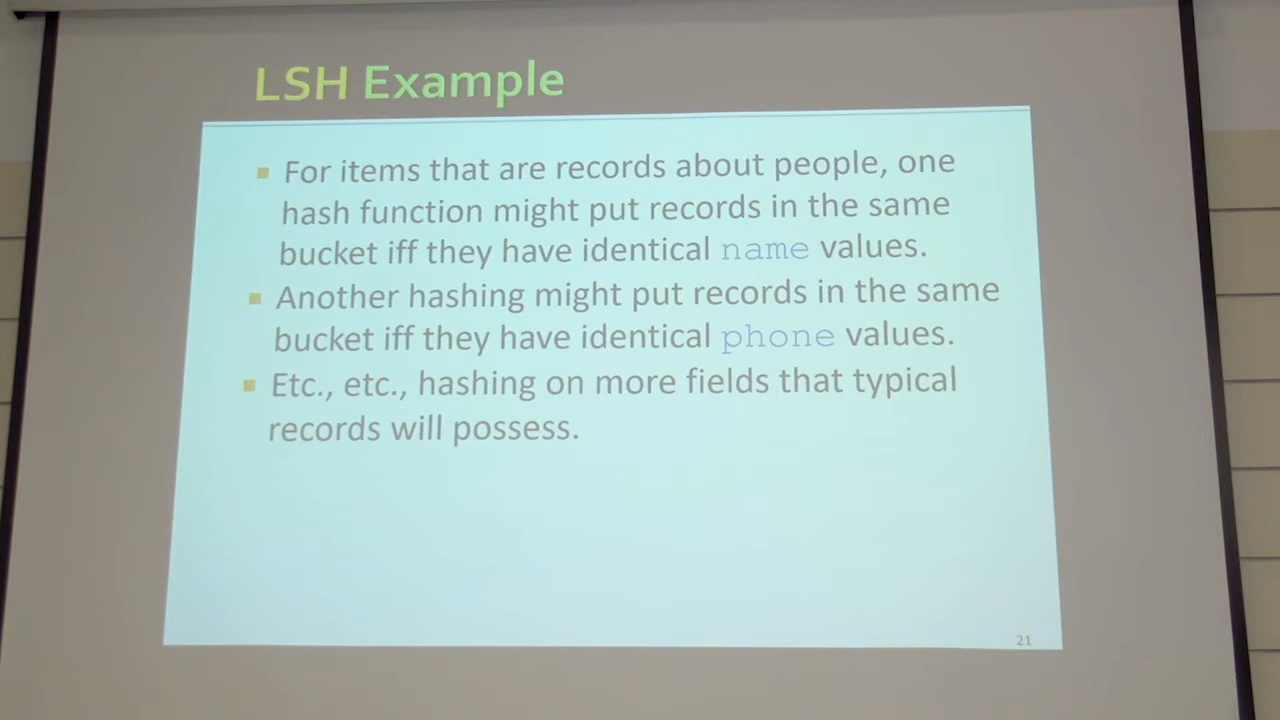 LSH Example
For items that are records about people, one
hash function might put records in the same
bucket iff they have identical name values.
Another hashing might put records in the same
bucket iff they have identical phone values.
Etc., etc., hashing on more fields that typical
records will possess.
21